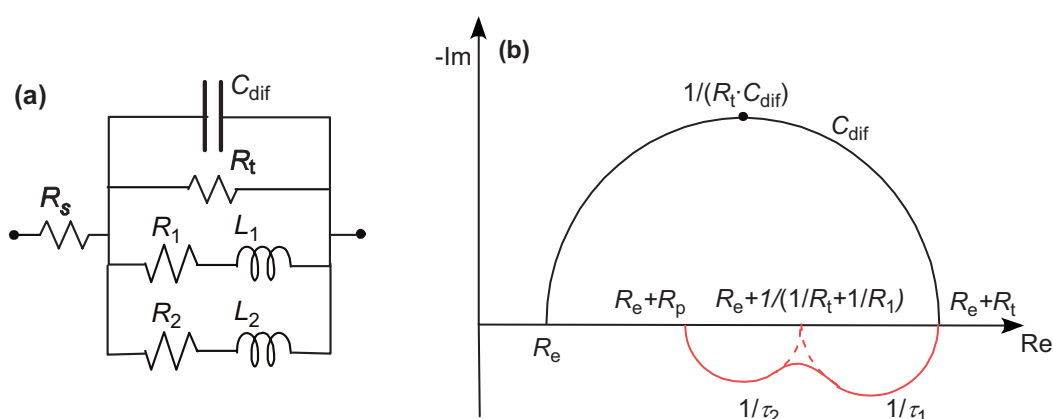 (a)
C_dif
R_t
R_s
R_1
L_1
R_2
L_2
-Im
(b)
1/(R_t·C_dif)
C_dif
R_e+R_p
R_e+1/(1/R_t+1/R_1)
R_e+R_t
R_e
Re
1/τ_2
1/τ_1